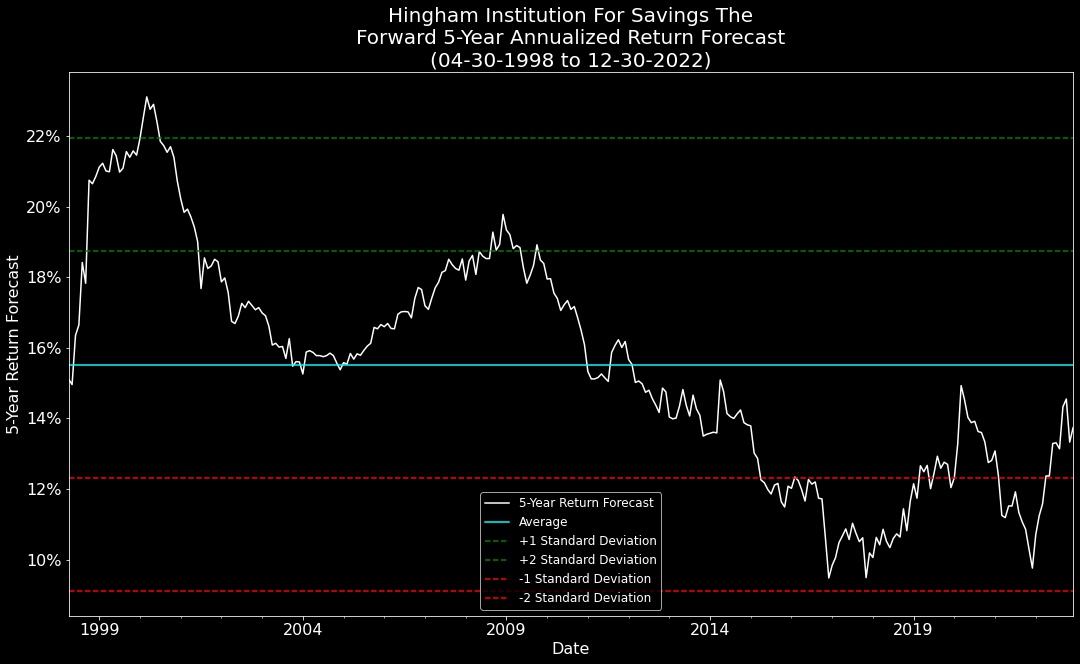 Hingham Institution For Savings The
Forward 5-Year Annualized Return Forecast
(04-30-1998 to 12-30-2022)
5-Year Return Forecast
22%
20%
18%
16%
14%
12%
10%
5-Year Return Forecast
Average
+1 Standard Deviation
+2 Standard Deviation
-1 Standard Deviation
-2 Standard Deviation
1999 2004 2009 2014 2019
Date